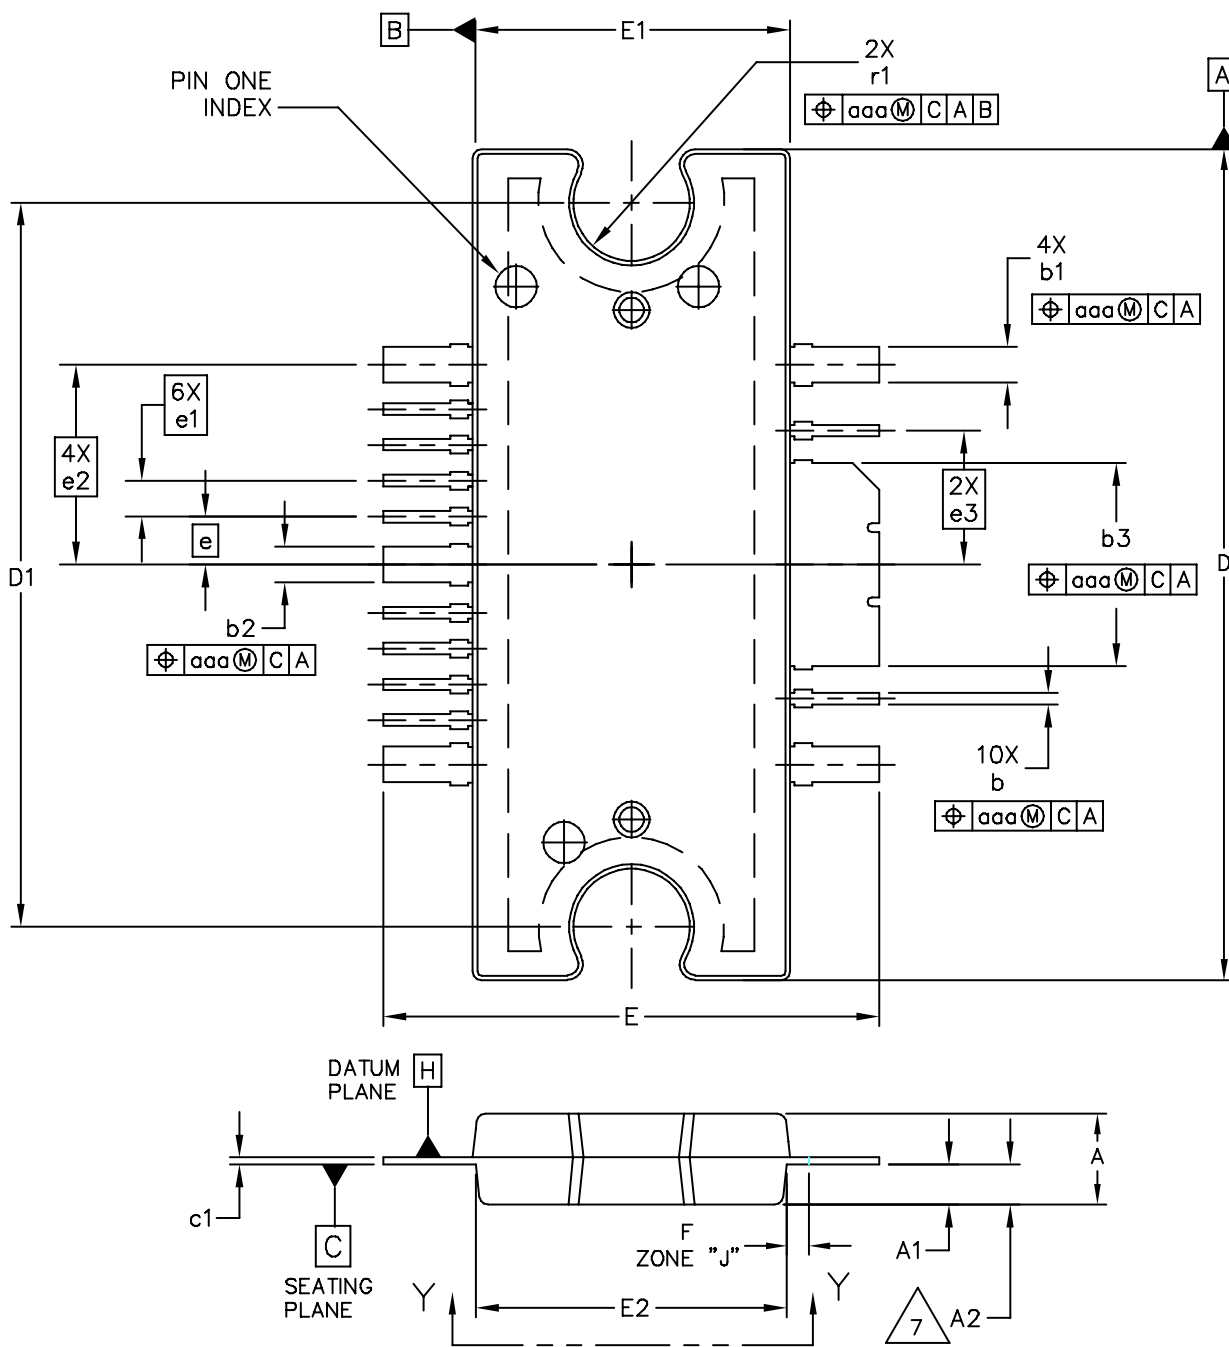 B
E1
2X
r1
⌖ aaa Ⓜ C A B
A
PIN ONE
INDEX
4X
b1
⌖ aaa Ⓜ C A
6X
e1
4X
e2
2X
e3
e
b3
D1
D
⌖ aaa Ⓜ C A
b2
⌖ aaa Ⓜ C A
10X
b
⌖ aaa Ⓜ C A
E
DATUM
PLANE
H
A
c1
C
F
ZONE "J"
A1
SEATING
PLANE
Y
Y
E2
7
A2